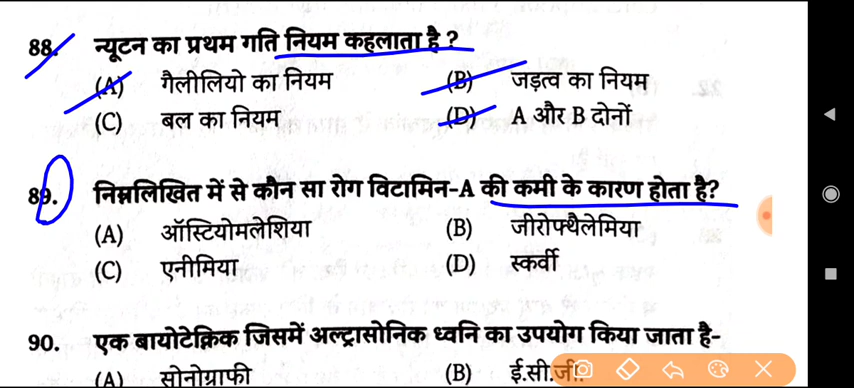 88. न्यूटन का प्रथम गति नियम कहलाता है ?
(A) गैलीलियो का नियम (B) जड़त्व का नियम
(C) बल का नियम (D) A और B दोनों
89. निम्नलिखित में से कौन सा रोग विटामिन-A की कमी के कारण होता है?
(A) ऑस्टियोमलेशिया (B) जीरोफ्थैलेमिया
(C) एनीमिया (D) स्कर्वी
90. एक बायोटेक्निक जिसमें अल्ट्रासोनिक ध्वनि का उपयोग किया जाता है-
(A) सोनोग्राफी (B) ई.सी.जी.